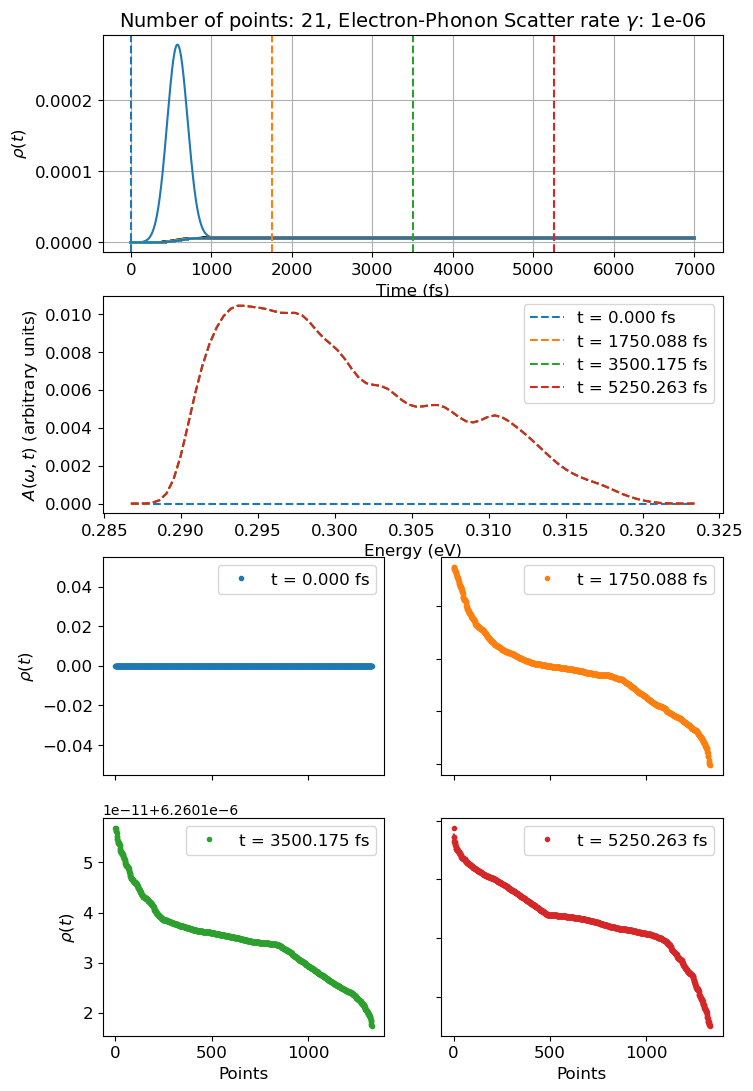 Number of points: 21, Electron-Phonon Scatter rate γ: 1e-06
ρ(t)
0.0002
0.0001
0.0000
0 1000 2000 3000 4000 5000 6000 7000
Time (fs)
A(ω, t) (arbitrary units)
0.010
0.008
0.006
0.004
0.002
0.000
t = 0.000 fs
t = 1750.088 fs
t = 3500.175 fs
t = 5250.263 fs
0.285 0.290 0.295 0.300 0.305 0.310 0.315 0.320 0.325
Energy (eV)
ρ(t)
0.04
0.02
0.00
−0.02
−0.04
t = 0.000 fs
t = 1750.088 fs
1e−11+6.2601e−6
ρ(t)
5
4
3
2
t = 3500.175 fs
0 500 1000
Points
t = 5250.263 fs
0 500 1000
Points